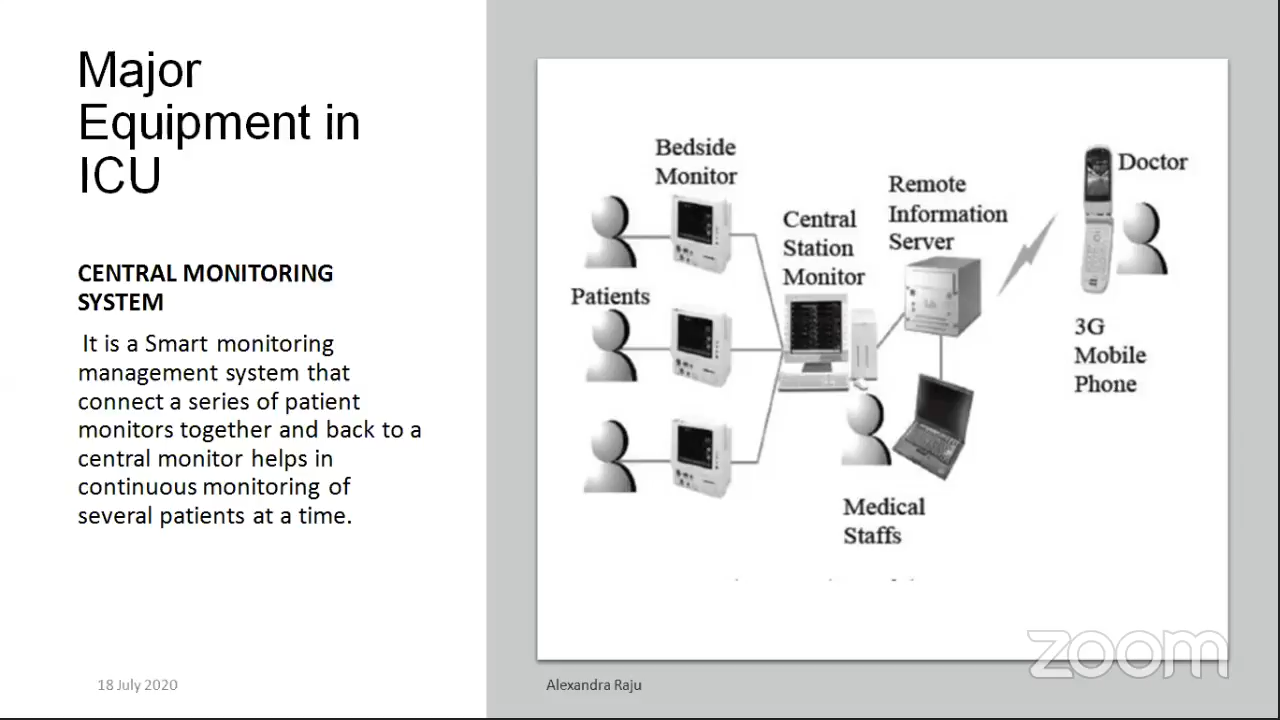 Major
Equipment in
ICU
CENTRAL MONITORING
SYSTEM
It is a Smart monitoring
management system that
connect a series of patient
monitors together and back to a
central monitor helps in
continuous monitoring of
several patients at a time.
Bedside
Monitor
Patients
Central
Station
Monitor
Remote
Information
Server
Doctor
3G
Mobile
Phone
Medical
Staffs
zoom
18 July 2020
Alexandra Raju